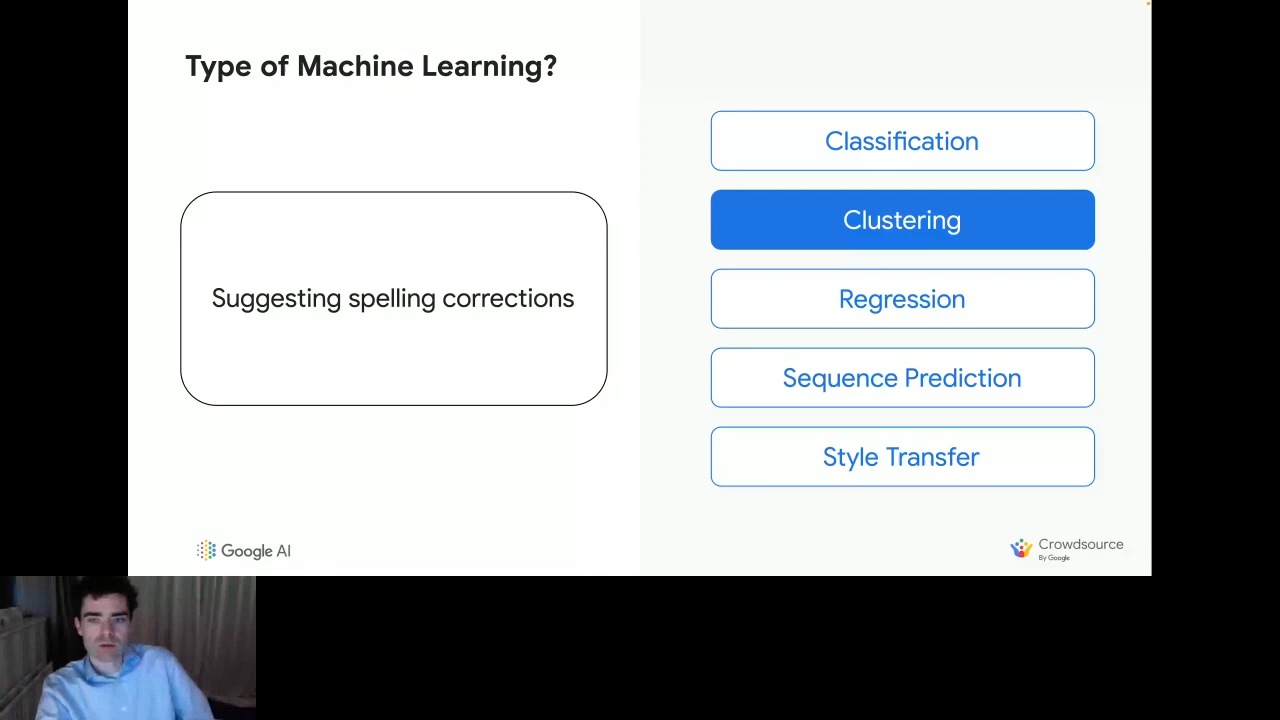 Type of Machine Learning?
Suggesting spelling corrections
Classification
Clustering
Regression
Sequence Prediction
Style Transfer
Google AI
Crowdsource
By Google